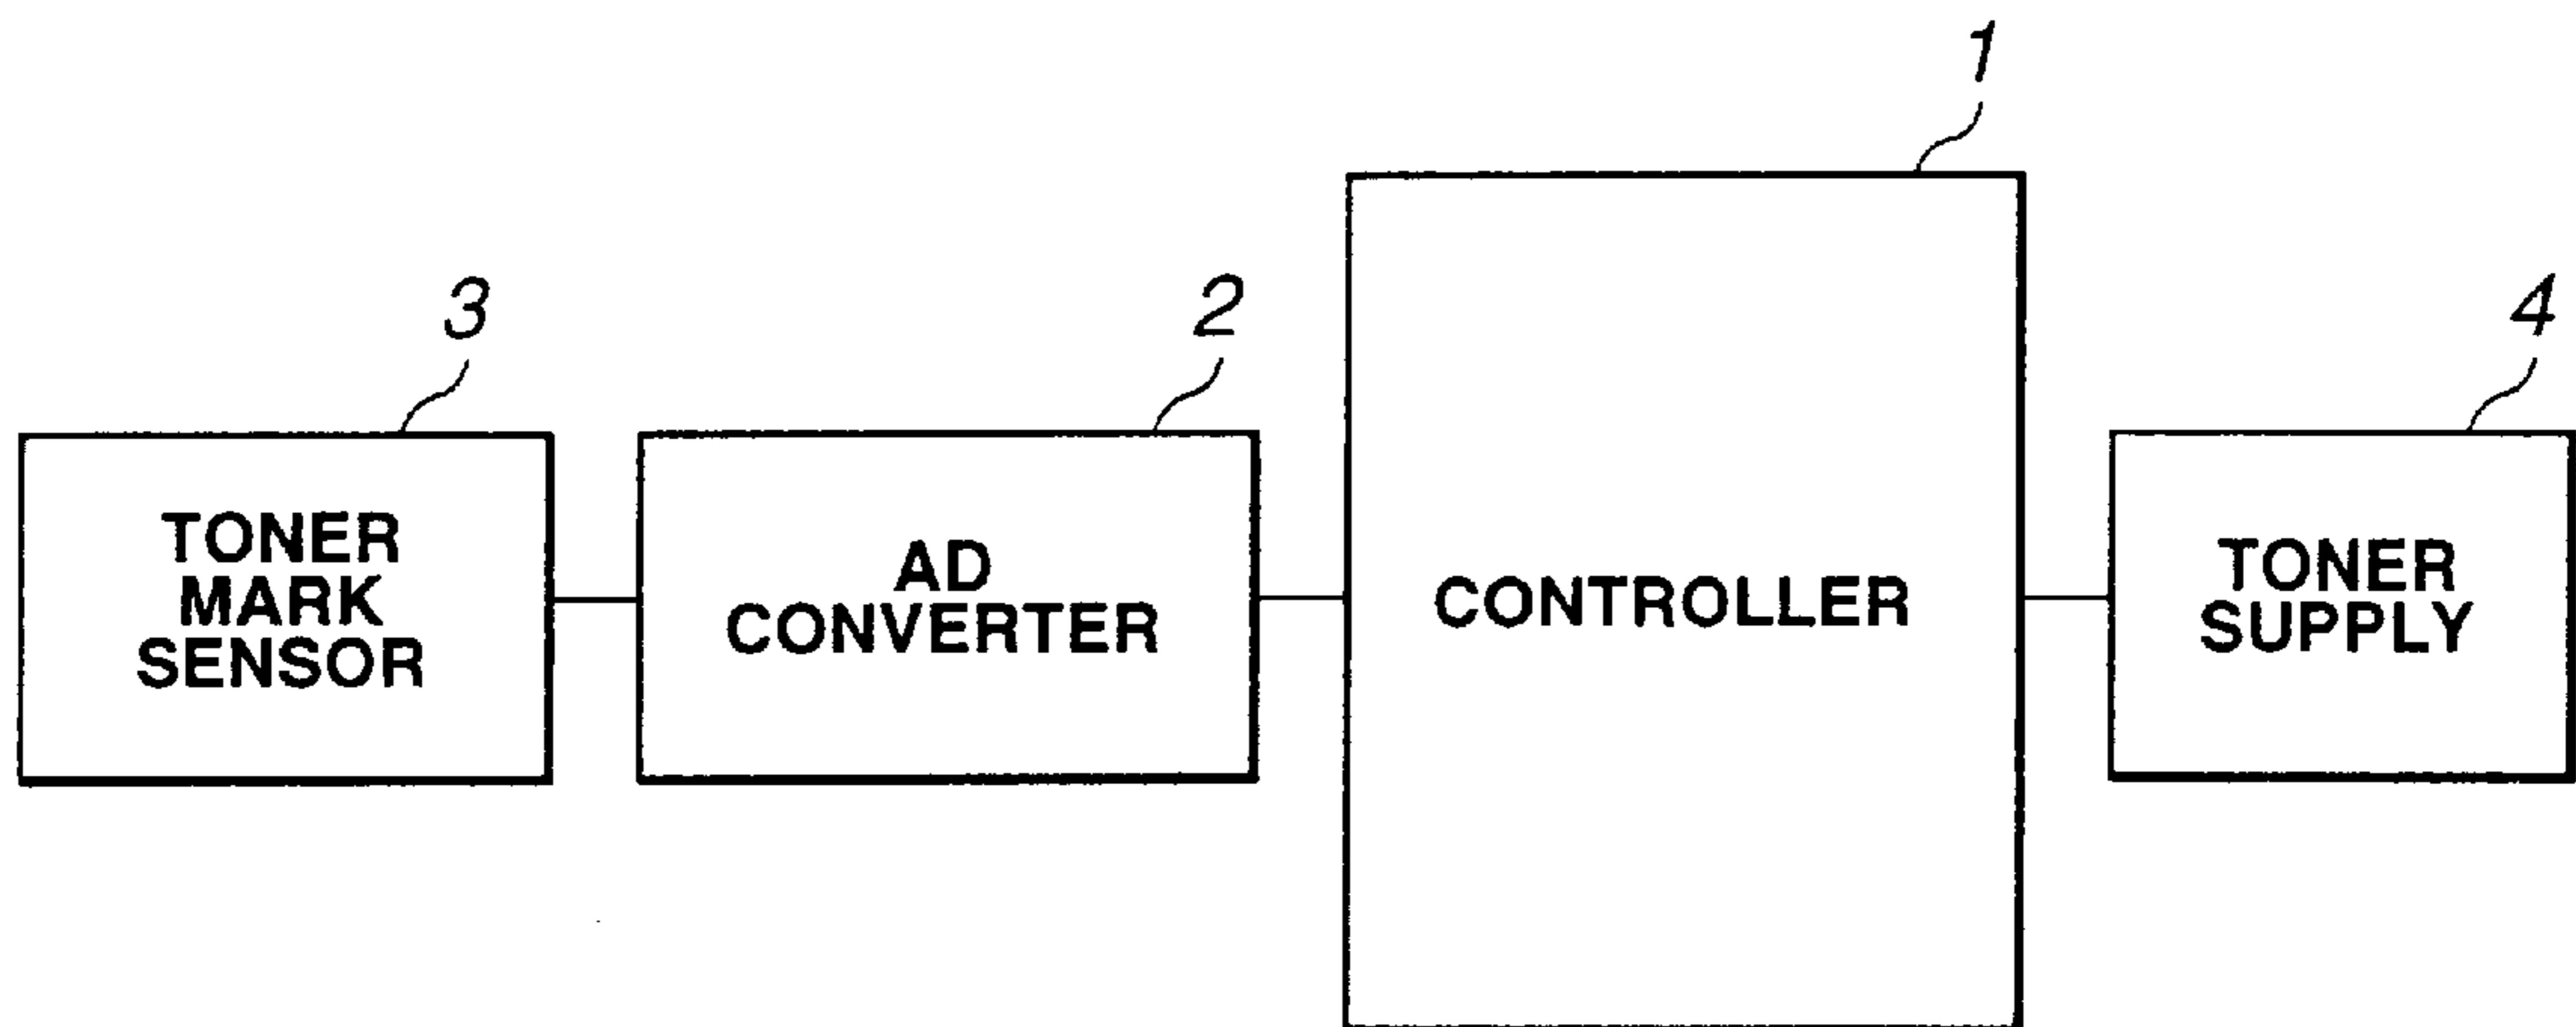 1
3
2
4
TONER
MARK
SENSOR
AD
CONVERTER
CONTROLLER
TONER
SUPPLY